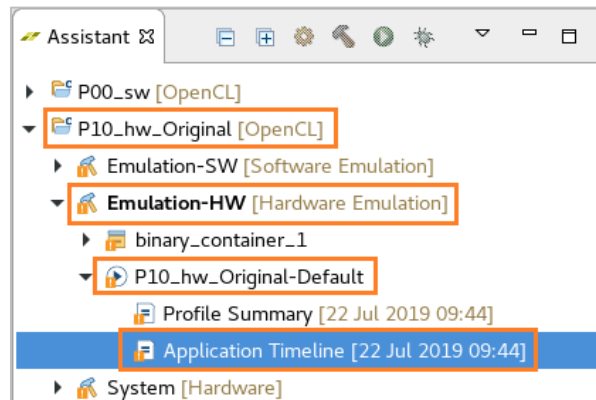 Assistant
P00_sw [OpenCL]
P10_hw_Original [OpenCL]
Emulation-SW [Software Emulation]
Emulation-HW [Hardware Emulation]
binary_container_1
P10_hw_Original-Default
Profile Summary [22 Jul 2019 09:44]
Application Timeline [22 Jul 2019 09:44]
System [Hardware]